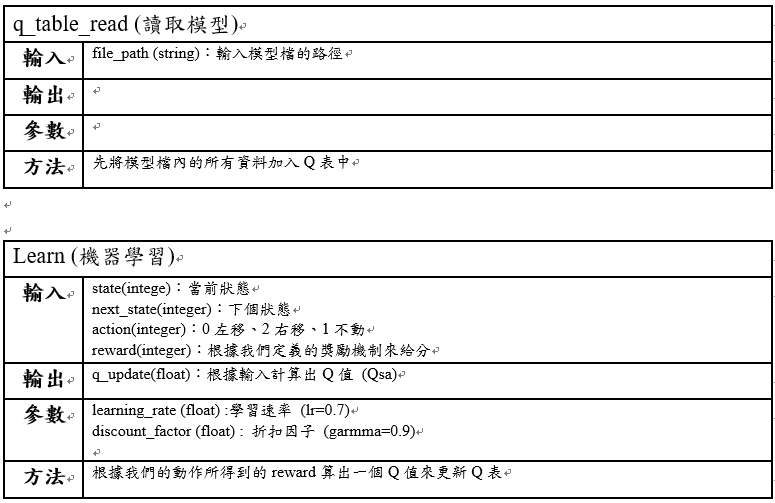 q_table_read (讀取模型)
輸入 file_path (string)：輸入模型檔的路徑
輸出
參數
方法 先將模型檔內的所有資料加入 Q 表中
Learn (機器學習)
輸入 state(intege)：當前狀態
next_state(integer)：下個狀態
action(integer)：0 左移、2 右移、1 不動
reward(integer)：根據我們定義的獎勵機制來給分
輸出 q_update(float)：根據輸入計算出 Q 值 (Qsa)
參數 learning_rate (float) :學習速率 (lr=0.7)
discount_factor (float) : 折扣因子 (garmma=0.9)
方法 根據我們的動作所得到的 reward 算出一個 Q 值來更新 Q 表